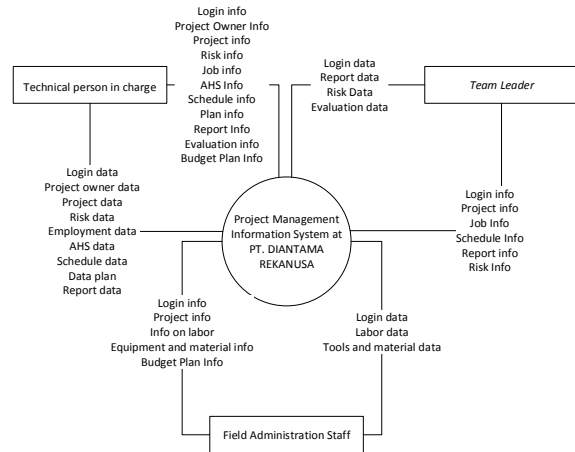 Login info
Project Owner Info
Project info
Risk info
Job info
AHS Info
Schedule info
Plan info
Report Info
Evaluation info
Budget Plan Info
Technical person in charge
Login data
Report data
Risk Data
Evaluation data
Team Leader
Login data
Project owner data
Project data
Risk data
Employment data
AHS data
Schedule data
Data plan
Report data
Project Management
Information System at
PT. DIANTAMA
REKANUSA
Login info
Project info
Job Info
Schedule Info
Report info
Risk Info
Login info
Project info
Info on labor
Equipment and material info
Budget Plan Info
Login data
Labor data
Tools and material data
Field Administration Staff